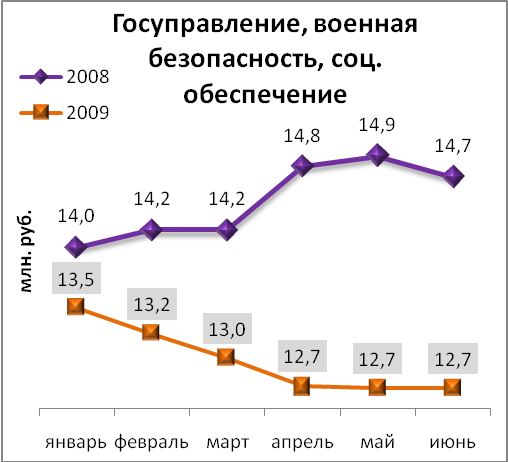 Госуправление, военная
безопасность, соц.
обеспечение
2008
2009
млн. руб.
14,0 14,2 14,2 14,8 14,9 14,7
13,5 13,2 13,0 12,7 12,7 12,7
январь февраль март апрель май июнь